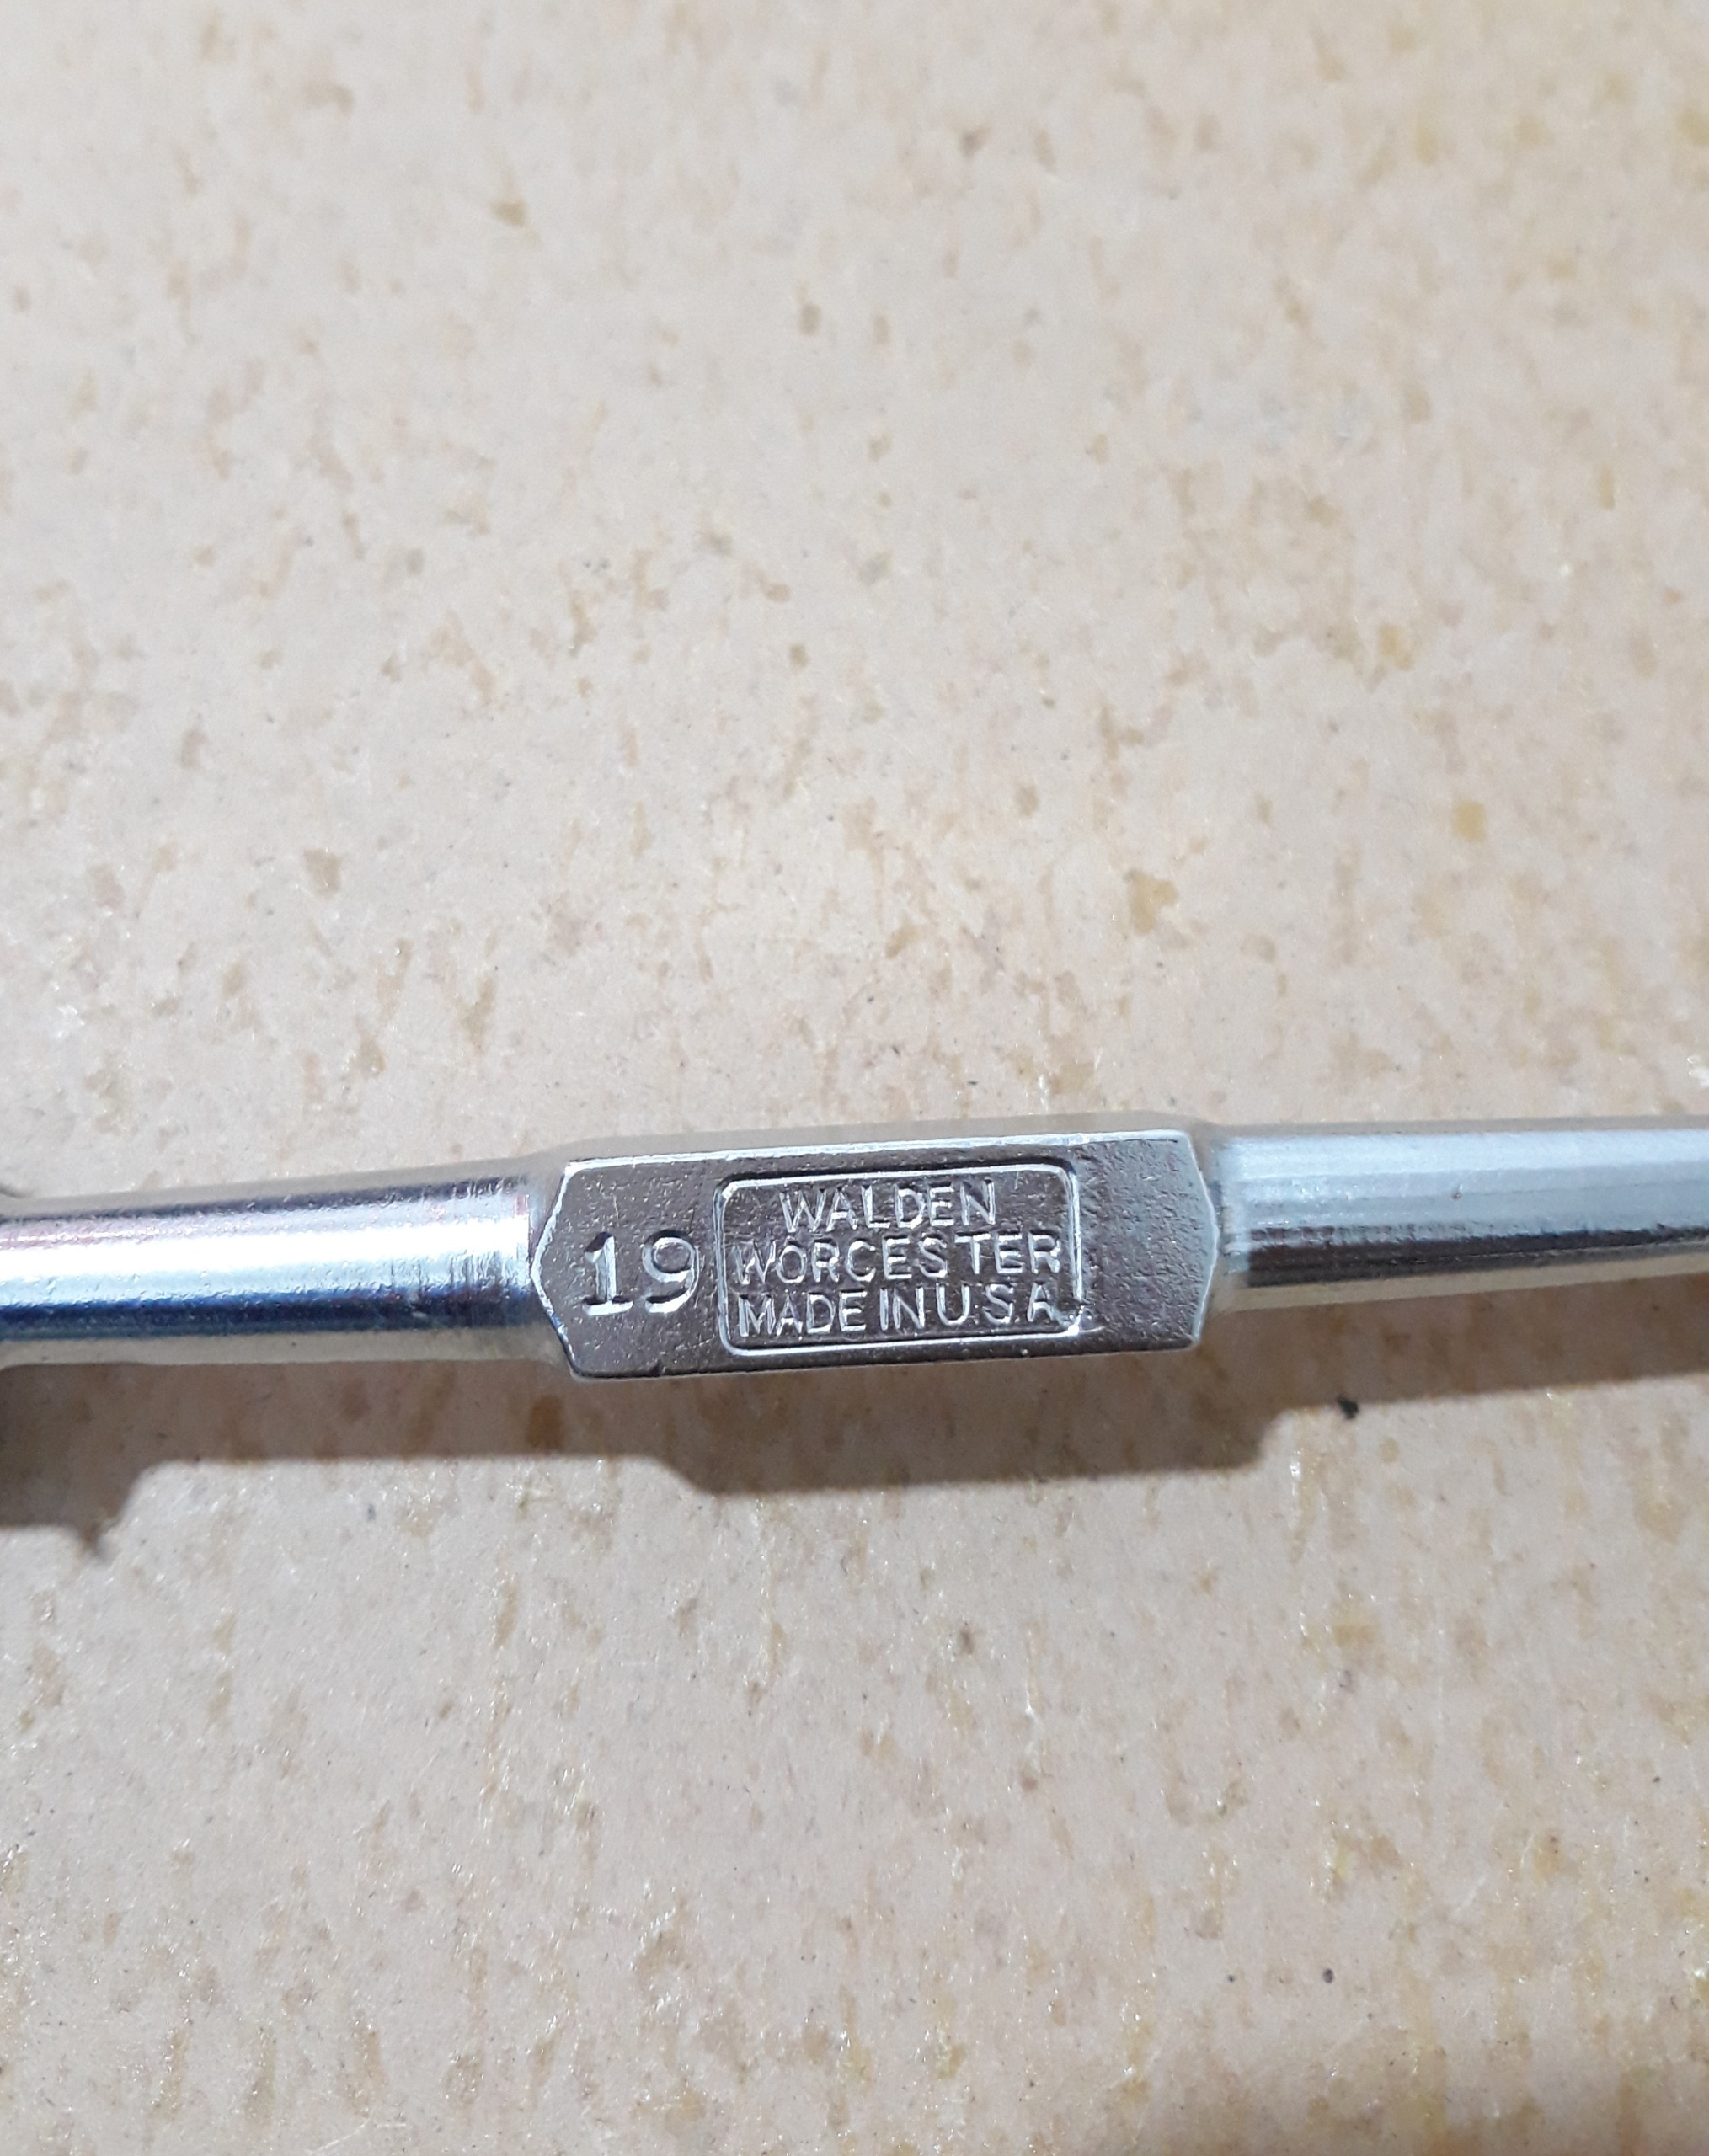 19
WALDEN
WORCESTER
MADE IN U.S.A.